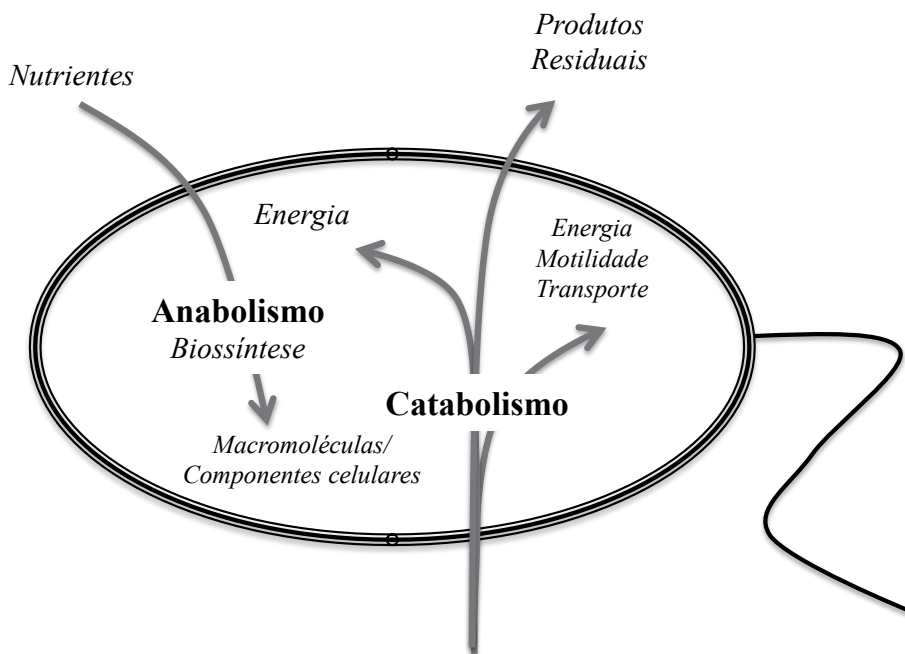 Produtos
Residuais
Nutrientes
Energia
Energia
Motilidade
Transporte
Anabolismo
Biossíntese
Catabolismo
Macromoléculas/
Componentes celulares